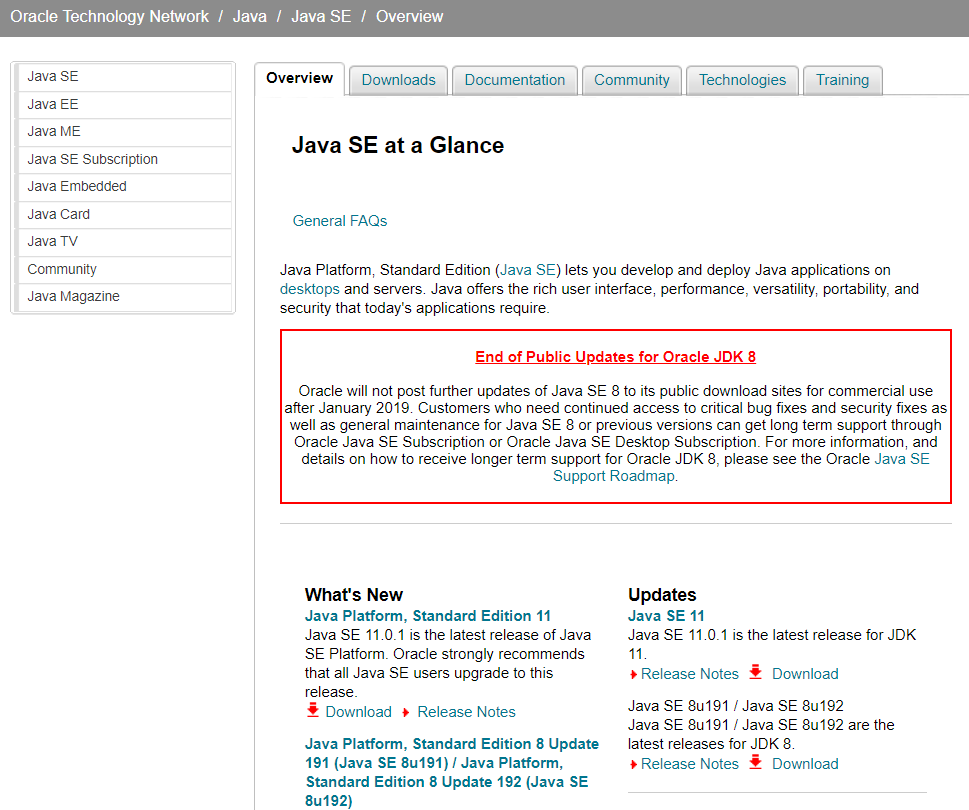 Oracle Technology Network / Java / Java SE / Overview
Java SE
Java EE
Java ME
Java SE Subscription
Java Embedded
Java Card
Java TV
Community
Java Magazine
Overview
Downloads
Documentation
Community
Technologies
Training
Java SE at a Glance
General FAQs
Java Platform, Standard Edition (Java SE) lets you develop and deploy Java applications on
desktops and servers. Java offers the rich user interface, performance, versatility, portability, and
security that today's applications require.
End of Public Updates for Oracle JDK 8
Oracle will not post further updates of Java SE 8 to its public download sites for commercial use
after January 2019. Customers who need continued access to critical bug fixes and security fixes as
well as general maintenance for Java SE 8 or previous versions can get long term support through
Oracle Java SE Subscription or Oracle Java SE Desktop Subscription. For more information, and
details on how to receive longer term support for Oracle JDK 8, please see the Oracle Java SE
Support Roadmap.
What's New
Java Platform, Standard Edition 11
Java SE 11.0.1 is the latest release of Java
SE Platform. Oracle strongly recommends
that all Java SE users upgrade to this
release.
Download Release Notes
Java Platform, Standard Edition 8 Update
191 (Java SE 8u191) / Java Platform,
Standard Edition 8 Update 192 (Java SE
8u192)
Updates
Java SE 11
Java SE 11.0.1 is the latest release for JDK
11.
Release Notes Download
Java SE 8u191 / Java SE 8u192
Java SE 8u191 / Java SE 8u192 are the
latest releases for JDK 8.
Release Notes Download